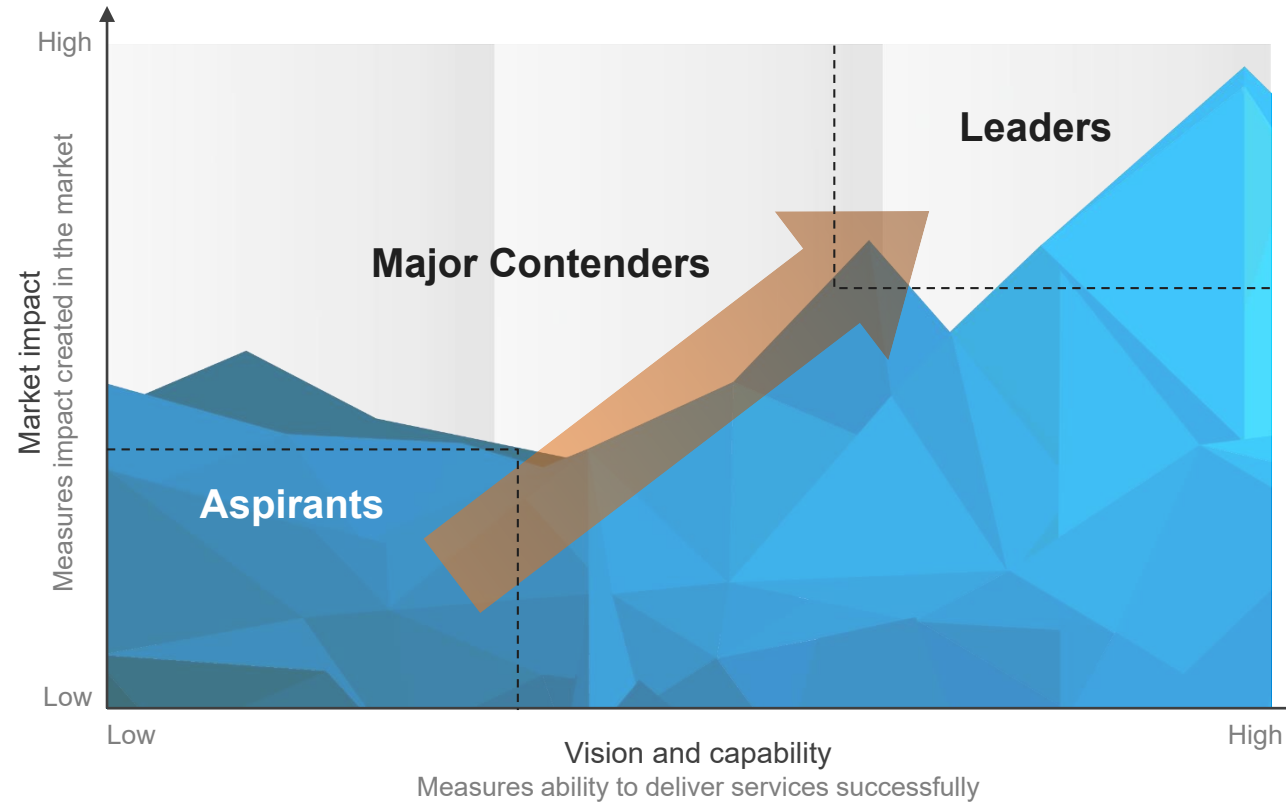 High
Leaders
Major Contenders
Market impact
Measures impact created in the market
Aspirants
Low
Low
High
Vision and capability
Measures ability to deliver services successfully